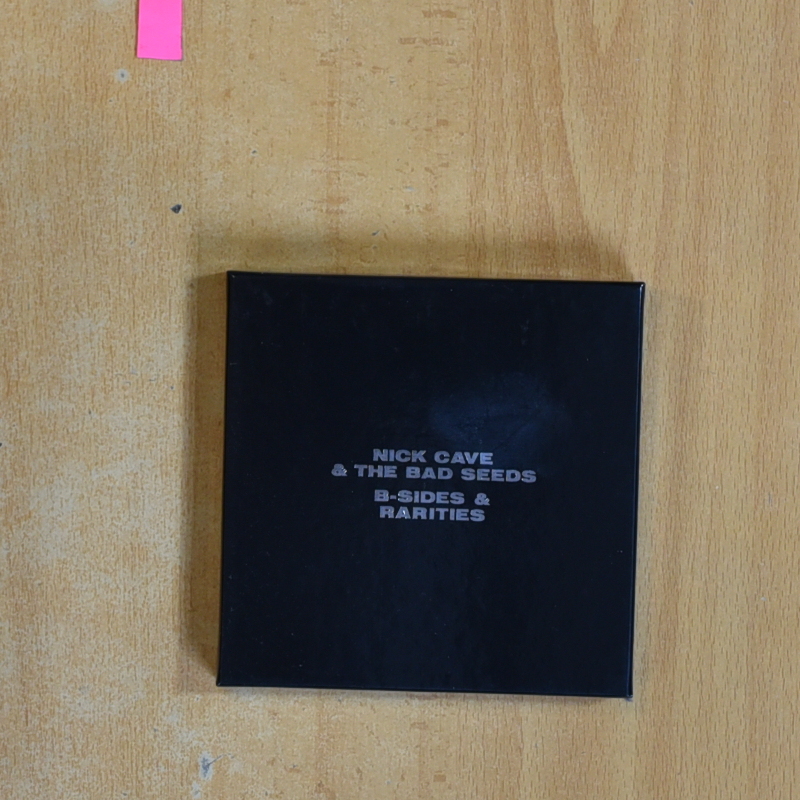 NICK CAVE
& THE BAD SEEDS
B-SIDES &
RARITIES